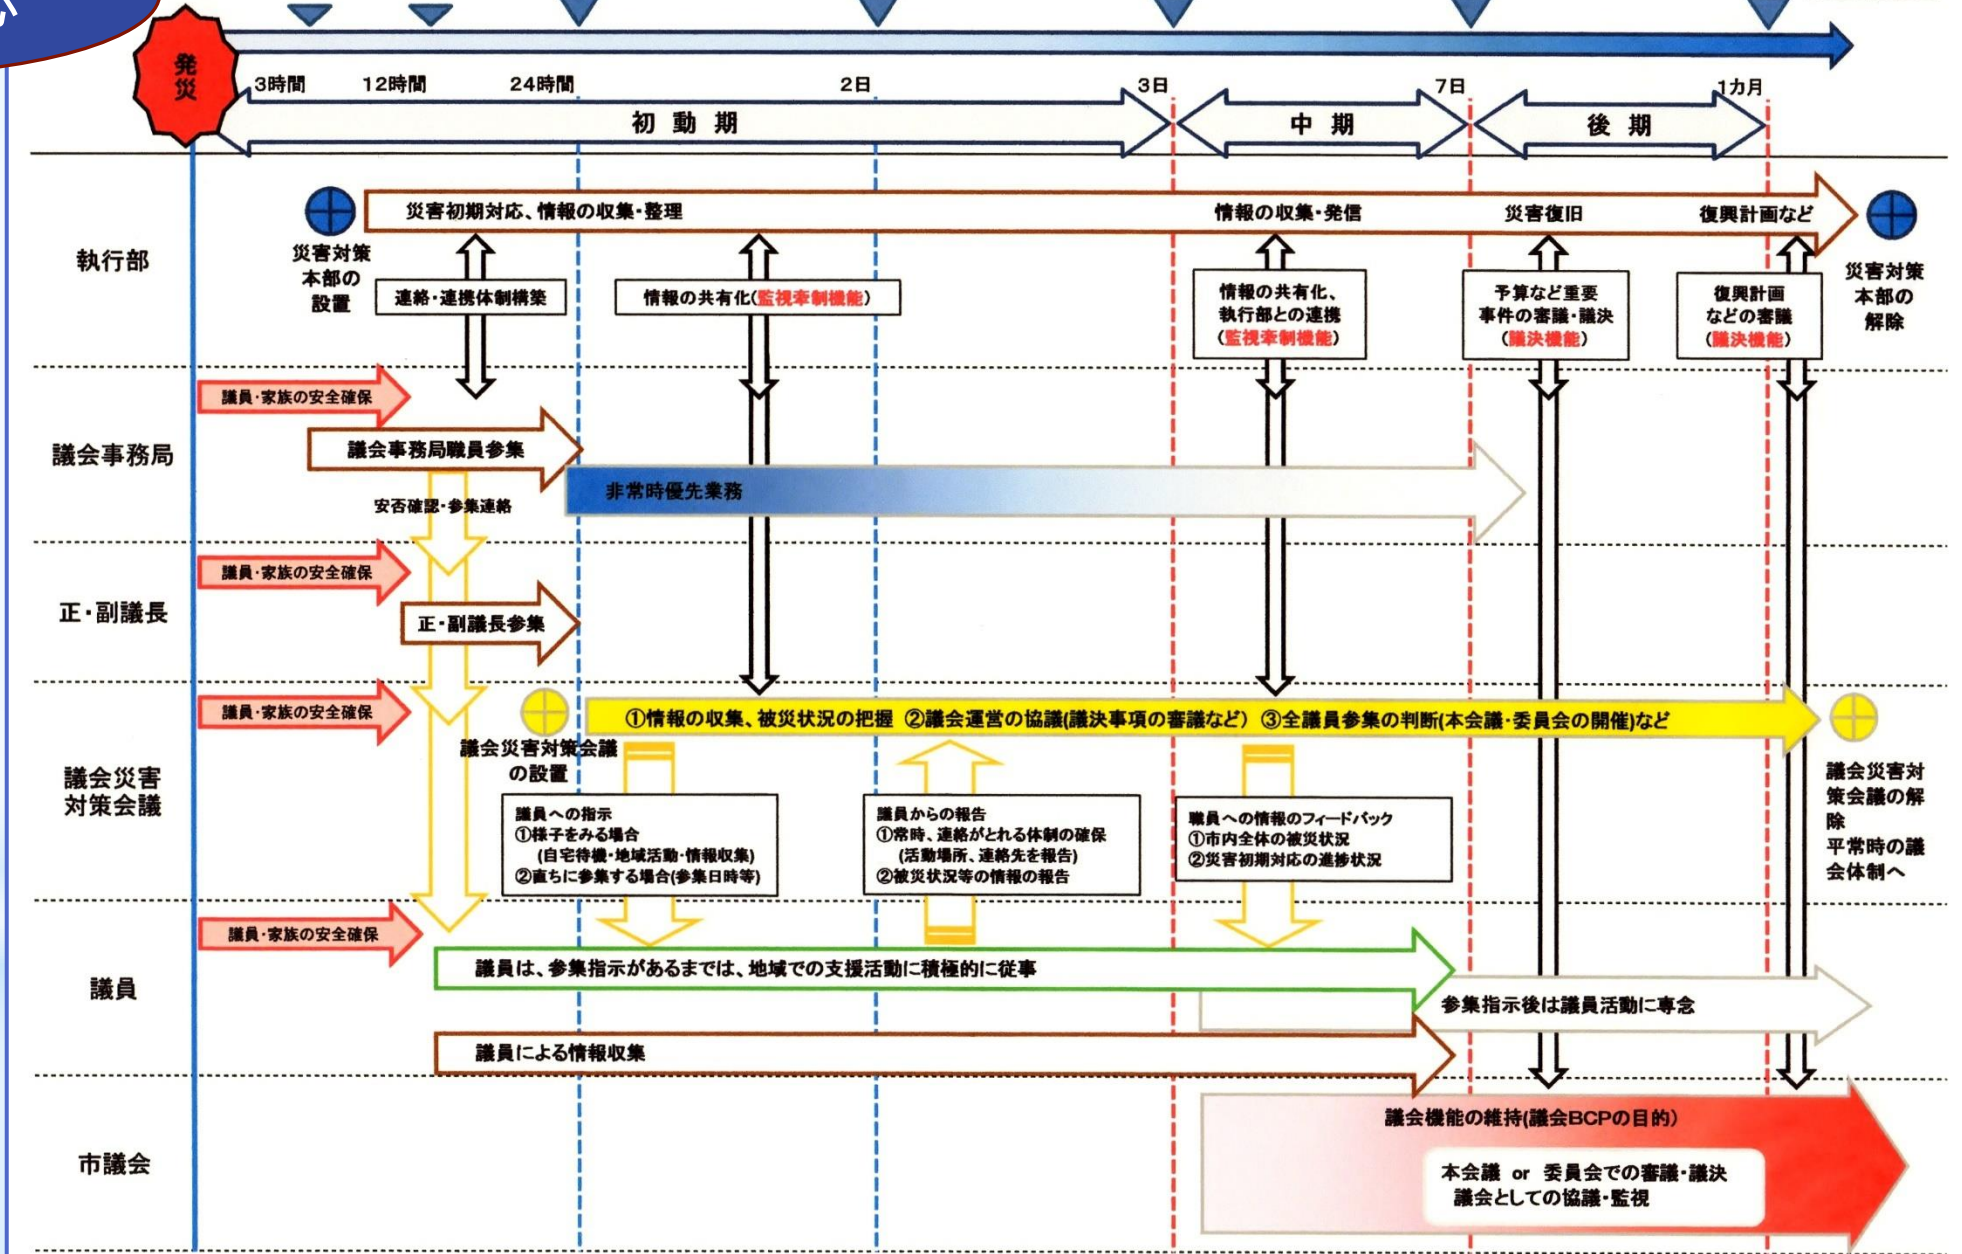 発
災
3時間
12時間
24時間
2日
3日
7日
1カ月
初動期
中期
後期
執行部
災害対策
本部の
設置
災害初期対応、情報の収集・整理
情報の収集・発信
災害復旧
復興計画など
災害対策
本部の
解除
連絡・連携体制構築
情報の共有化(監視牽制機能)
情報の共有化、
執行部との連携
(監視牽制機能)
予算など重要
事件の審議・議決
(議決機能)
復興計画
などの審議
(議決機能)
議会事務局
議員・家族の安全確保
議会事務局職員参集
安否確認・参集連絡
非常時優先業務
正・副議長
議員・家族の安全確保
正・副議長参集
議会災害
対策会議
議員・家族の安全確保
議会災害対策会議
の設置
①情報の収集、被災状況の把握 ②議会運営の協議(議決事項の審議など) ③全議員参集の判断(本会議・委員会の開催)など
議会災害対
策会議の解
除
平常時の議
会体制へ
議員への指示
①様子をみる場合
(自宅待機・地域活動・情報収集)
②直ちに参集する場合(参集日時等)
議員からの報告
①常時、連絡がとれる体制の確保
(活動場所、連絡先を報告)
②被災状況等の情報の報告
職員への情報のフィードバック
①市内全体の被災状況
②災害初期対応の進捗状況
議員
議員・家族の安全確保
議員は、参集指示があるまでは、地域での支援活動に積極的に従事
参集指示後は議員活動に専念
議員による情報収集
市議会
議会機能の維持(議会BCPの目的)
本会議 or 委員会での審議・議決
議会としての協議・監視